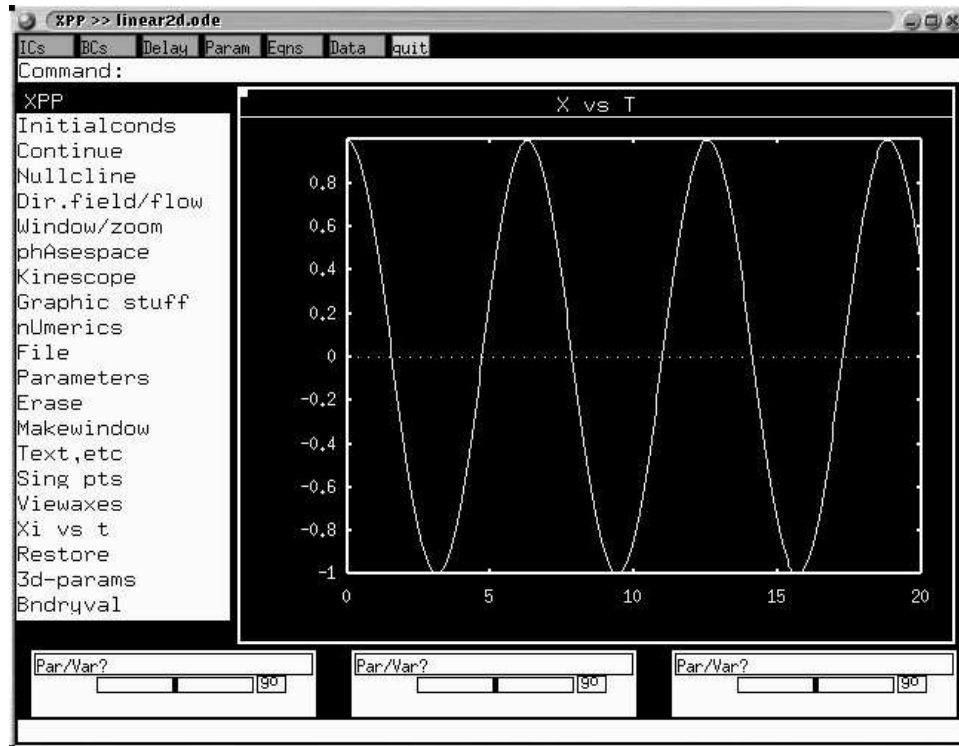 XPP >> linear2d.ode
ICs BCs Delay Param Eqns Data quit
Command:
XPP
Initialconds
Continue
Nullcline
Dir.field/flow
Window/zoom
phAsespace
Kinescope
Graphic stuff
nUmerics
File
Parameters
Erase
Makewindow
Text,etc
Sing pts
Viewaxes
Xi vs t
Restore
3d-params
Bndryval
X vs T
0.8
0.6
0.4
0.2
0
-0.2
-0.4
-0.6
-0.8
-1
0 5 10 15 20
Par/Var? Par/Var? Par/Var?
go go go